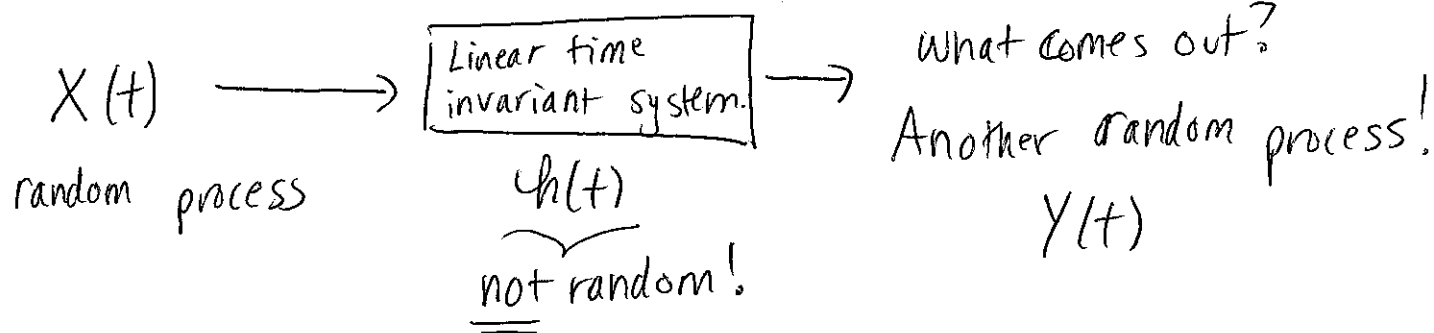 X(t)
random process
Linear time
invariant system.
h(t)
not random!
what comes out?
Another random process!
Y(t)